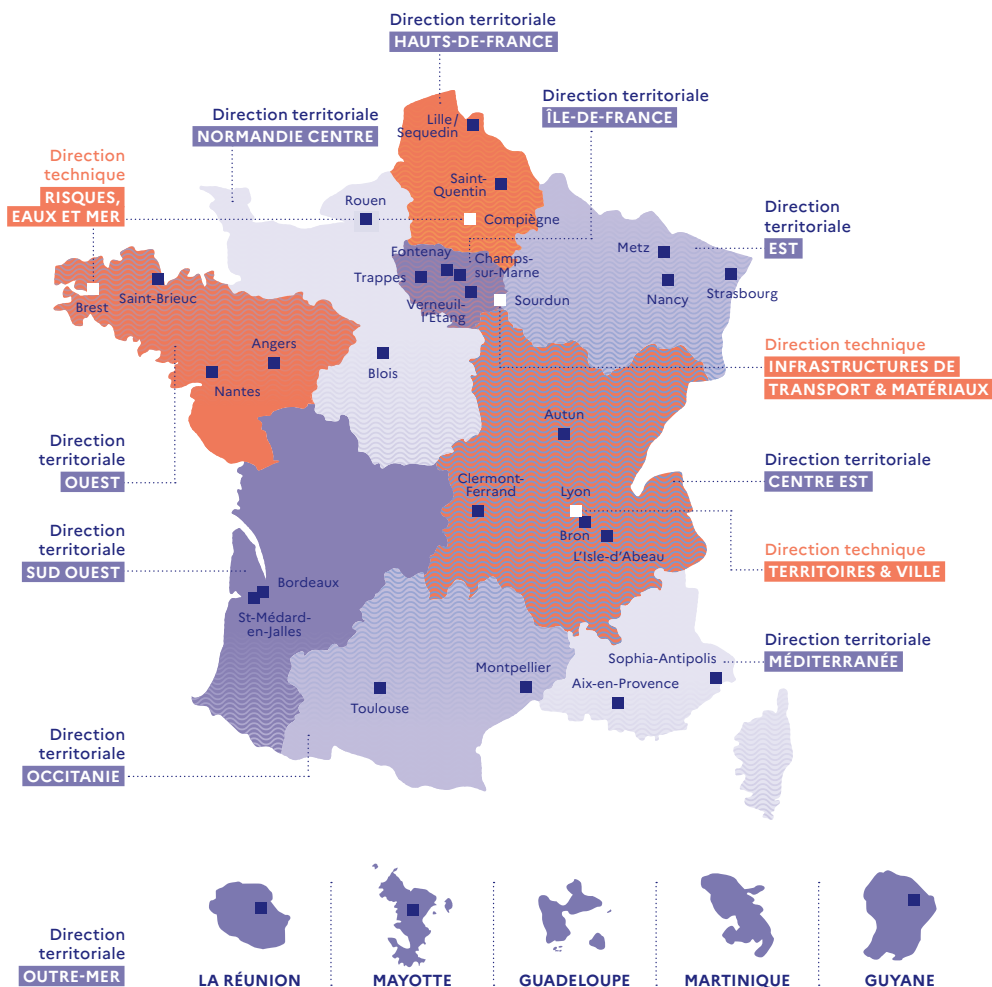 Direction territoriale
HAUTS-DE-FRANCE
Direction territoriale
NORMANDIE CENTRE
Direction territoriale
ÎLE-DE-FRANCE
Direction
technique
RISQUES,
EAUX ET MER
Lille/
Sequedin
Saint-
Quentin
Compiègne
Rouen
Direction
territoriale
EST
Metz
Nancy
Strasbourg
Fontenay
Trappes
Champs-
sur-Marne
Verneuil-
l'Étang
Sourdun
Brest
Saint-Brieuc
Angers
Nantes
Blois
Direction technique
INFRASTRUCTURES DE
TRANSPORT & MATÉRIAUX
Autun
Direction
territoriale
OUEST
Clermont-
Ferrand
Lyon
Bron
L'Isle-d'Abeau
Direction territoriale
CENTRE EST
Direction
territoriale
SUD OUEST
Bordeaux
St-Médard-
en-Jalles
Direction technique
TERRITOIRES & VILLE
Direction territoriale
MÉDITERRANÉE
Sophia-Antipolis
Aix-en-Provence
Montpellier
Toulouse
Direction
territoriale
OCCITANIE
Direction
territoriale
OUTRE-MER
LA RÉUNION
MAYOTTE
GUADELOUPE
MARTINIQUE
GUYANE